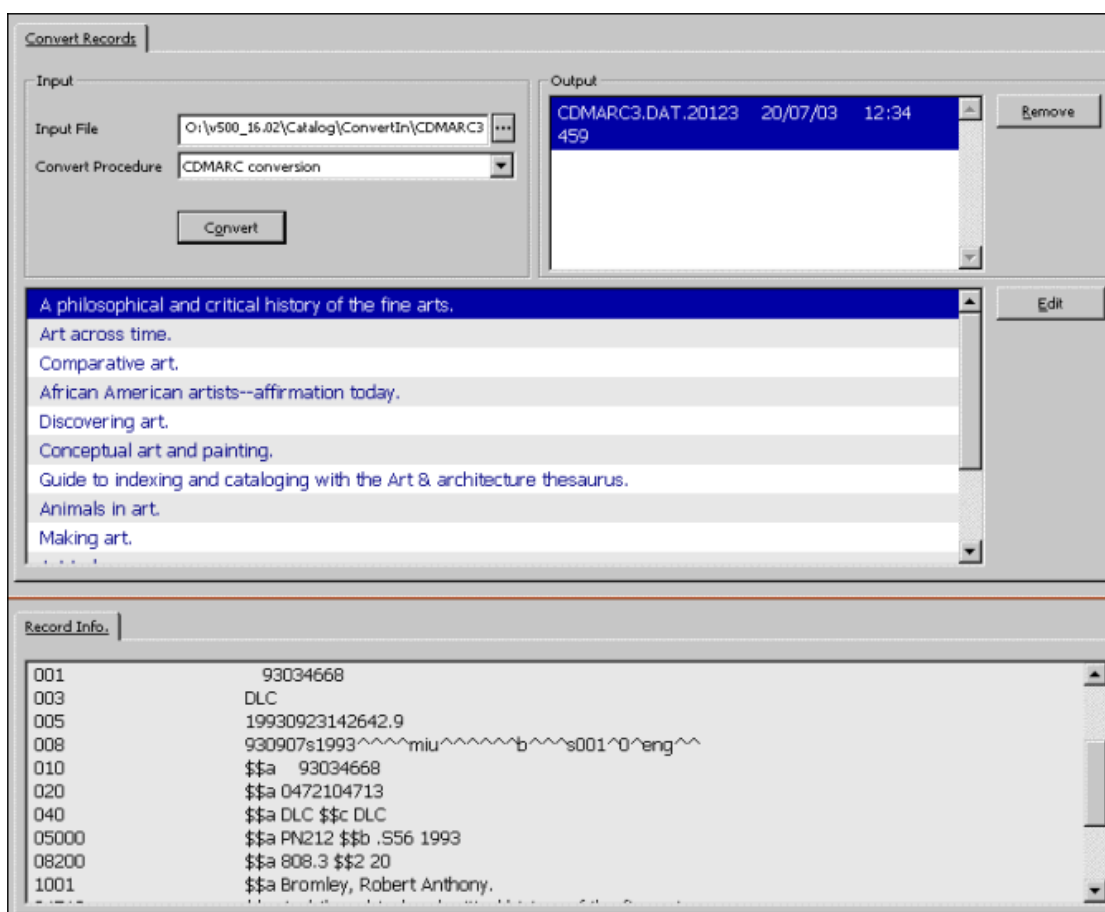 Convert Records
Input
Input File O:\v500_16.02\Catalog\ConvertIn\CDMARC3 ...
Convert Procedure CDMARC conversion
Convert
Output
CDMARC3.DAT.20123 20/07/03 12:34
459
Remove
A philosophical and critical history of the fine arts.
Art across time.
Comparative art.
African American artists--affirmation today.
Discovering art.
Conceptual art and painting.
Guide to indexing and cataloging with the Art & architecture thesaurus.
Animals in art.
Making art.
Edit
Record Info.
001 93034668
003 DLC
005 19930923142642.9
008 930907s1993^^^^miu^^^^^^b^^^s001^0^eng^^
010 $$a 93034668
020 $$a 0472104713
040 $$a DLC $$c DLC
05000 $$a PN212 $$b .S56 1993
08200 $$a 808.3 $$2 20
1001 $$a Bromley, Robert Anthony.